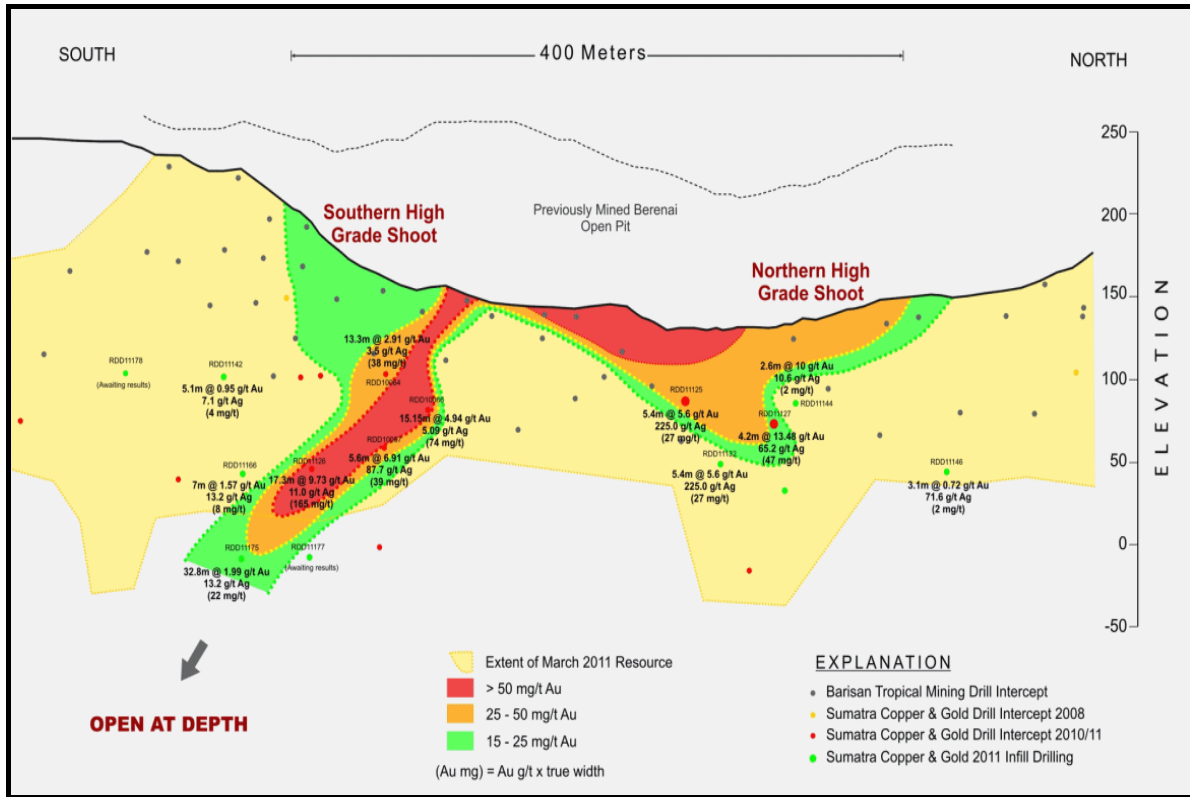 SOUTH
400 Meters
NORTH
250
200
150
100
50
0
-50
ELEVATION
Southern High
Grade Shoot
Previously Mined Berenai
Open Pit
Northern High
Grade Shoot
RDD11178
(Awaiting results)
RDD11142
5.1m @ 0.95 g/t Au
7.1 g/t Ag
(4 mg/t)
13.3m @ 2.91 g/t Au
3.5 g/t Ag
(38 mg/t)
RDD10064
15.15m @ 4.94 g/t Au
5.09 g/t Ag
(74 mg/t)
5.6m @ 6.91 g/t Au
87.7 g/t Ag
(39 mg/t)
RDD11166
7m @ 1.57 g/t Au
13.2 g/t Ag
(8 mg/t)
17.3m @ 9.73 g/t Au
11.0 g/t Ag
(165 mg/t)
RDD11175
32.8m @ 1.99 g/t Au
13.2 g/t Ag
(22 mg/t)
RDD11177
(Awaiting results)
RDD11125
5.4m @ 5.6 g/t Au
225.0 g/t Ag
(27 mg/t)
2.6m @ 10 g/t Au
10.6 g/t Ag
(2 mg/t)
RDD11144
RDD11127
4.2m @ 13.48 g/t Au
65.2 g/t Ag
(47 mg/t)
RDD11132
5.4m @ 5.6 g/t Au
225.0 g/t Ag
(27 mg/t)
RDD11146
3.1m @ 0.72 g/t Au
71.6 g/t Ag
(2 mg/t)
OPEN AT DEPTH
Extent of March 2011 Resource
> 50 mg/t Au
25 - 50 mg/t Au
15 - 25 mg/t Au
(Au mg) = Au g/t x true width
EXPLANATION
Barisan Tropical Mining Drill Intercept
Sumatra Copper & Gold Drill Intercept 2008
Sumatra Copper & Gold Drill Intercept 2010/11
Sumatra Copper & Gold 2011 Infill Drilling